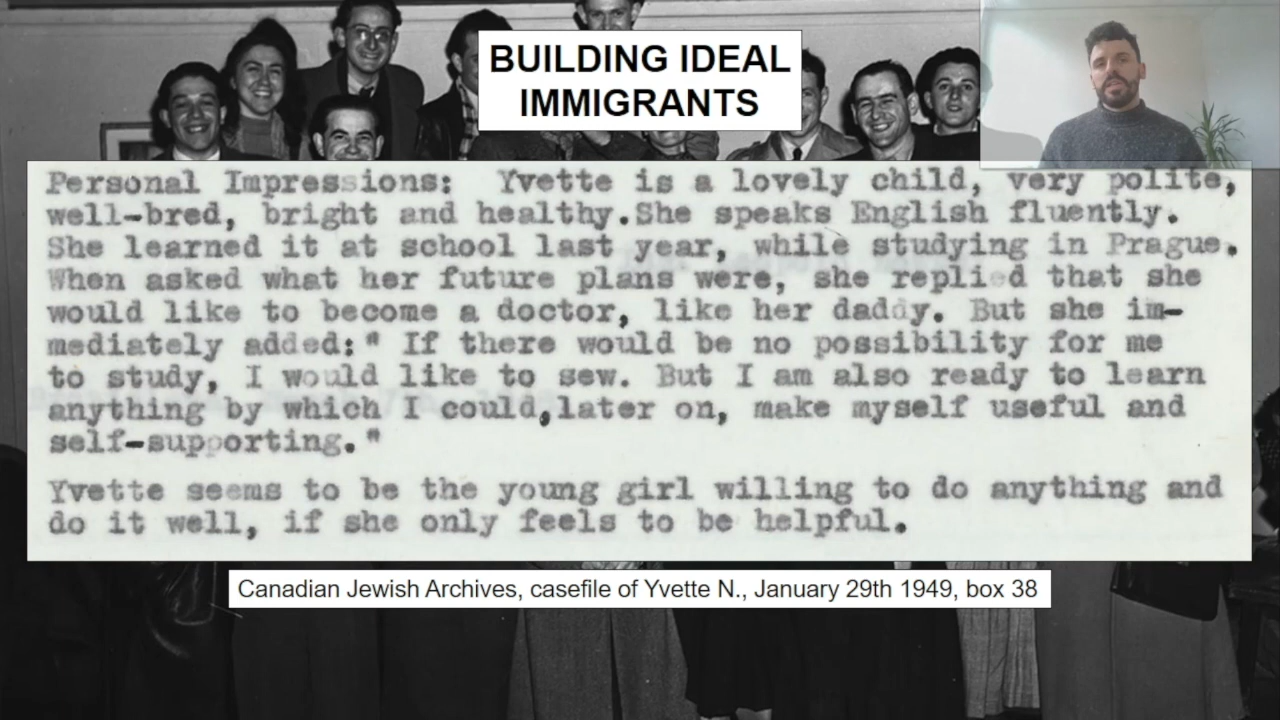 BUILDING IDEAL
IMMIGRANTS
Personal Impressions: Yvette is a lovely child, very polite,
well-bred, bright and healthy.She speaks English fluently.
She learned it at school last year, while studying in Prague.
When asked what her future plans were, she replied that she
would like to become a doctor, like her daddy. But she im-
mediately added:" If there would be no possibility for me
to study, I would like to sew. But I am also ready to learn
anything by which I could,later on, make myself useful and
self-supporting."
Yvette seems to be the young girl willing to do anything and
do it well, if she only feels to be helpful.
Canadian Jewish Archives, casefile of Yvette N., January 29th 1949, box 38